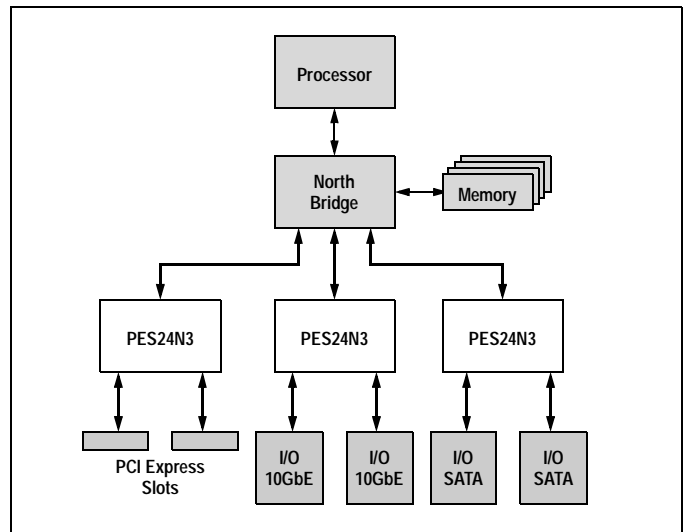 Processor
North
Bridge
Memory
PES24N3
PES24N3
PES24N3
PCI Express
Slots
I/O
10GbE
I/O
10GbE
I/O
SATA
I/O
SATA